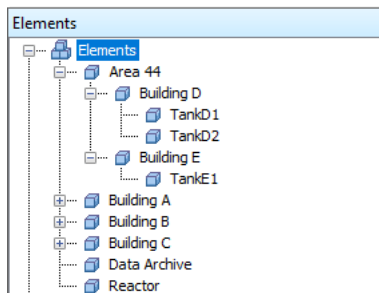 Elements
Elements
Area 44
Building D
TankD1
TankD2
Building E
TankE1
Building A
Building B
Building C
Data Archive
Reactor